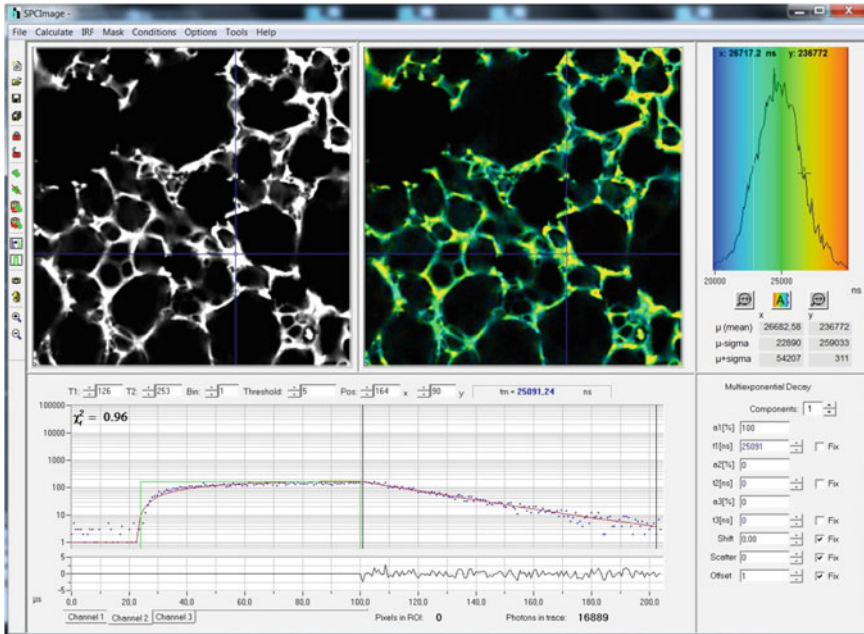 SPCImage -
File Calculate IRF Mask Conditions Options Tools Help
x: 26717.2 ns y: 236772
20000 25000
ns
x y
µ (mean) 26682,58 236772
µ-sigma 22890 259033
µ+sigma 54207 311
T1: 126 T2: 253 Bin: 1 Threshold: 5 Pos: 164 x 90 y tm = 25091,24 ns
χr² = 0.96
100000
10000
1000
100
10
1
5
0
-5
µs 0,0 20,0 40,0 60,0 80,0 100,0 120,0 140,0 160,0 180,0 200,0
Channel 1 Channel 2 Channel 3 Pixels in ROI: 0 Photons in trace: 16889
Multiexponential Decay
Components: 1
a1[%] 100
t1[ns] 25091 Fix
a2[%] 0
t2[ns] 0 Fix
a3[%] 0
t3[ns] 0 Fix
Shift 0,00 Fix
Scatter 0 Fix
Offset 1 Fix